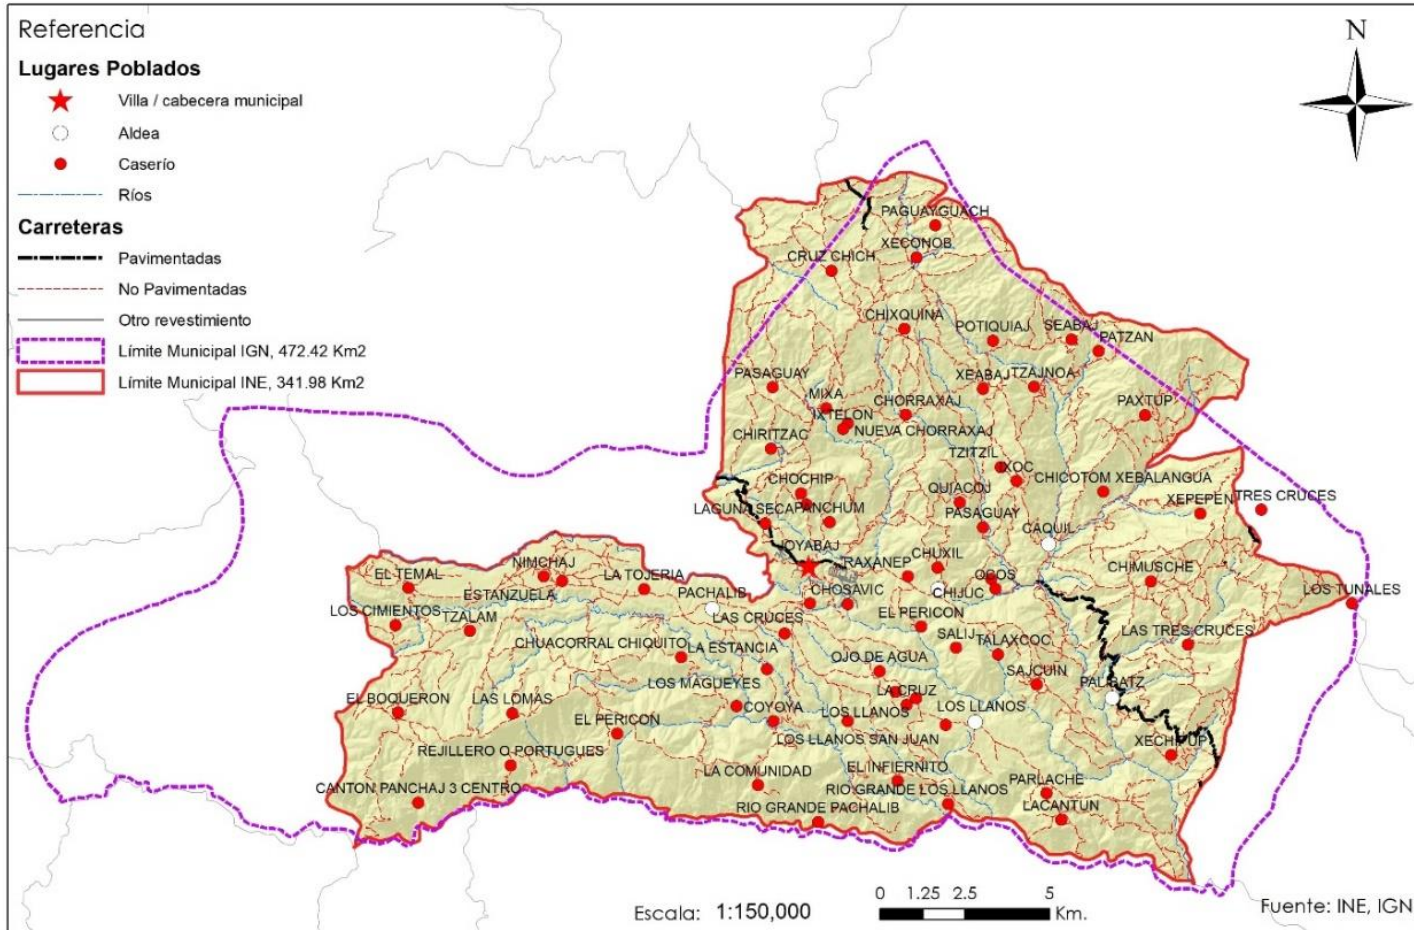 Referencia
Lugares Poblados
Villa / cabecera municipal
Aldea
Caserío
Ríos
Carreteras
Pavimentadas
No Pavimentadas
Otro revestimiento
Límite Municipal IGN, 472.42 Km2
Límite Municipal INE, 341.98 Km2
N
PAGUAYGUACH
XECONOB
CRUZ CHICH
CHIXQUINA
POTIQUIAJ
SEABAJ
PATZAN
PASAGUAY
XEABAJ
TZAJNOA
MIXA
CHORRAXAJ
PAXTUP
IXTELON
NUEVA CHORRAXAJ
CHIRITZAC
TZITZIL
IXOC
CHOCHIP
CHICOTOM XEBALANGUA
QUIACOJ
XEPEPEN
TRES CRUCES
LAGUNA SECA
PANCHUM
PASAGUAY
CAQUIL
JOYABAJ
RAXANEP
CHUXIL
NIMCHAJ
EL TEMAL
LA TOJERIA
CHIMUSCHE
OCOS
ESTANZUELA
PACHALIB
CHOSAVIC
CHIJUC
LOS TUNALES
LOS CIMIENTOS
TZALAM
LAS CRUCES
EL PERICON
LAS TRES CRUCES
CHUACORRAL CHIQUITO
LA ESTANCIA
SALIJ
TALAXCOC
OJO DE AGUA
SAJCUIN
LOS MAGUEYES
EL BOQUERON
LAS LOMAS
LA CRUZ
PALIBATZ
COYOYA
LOS LLANOS
LOS LLANOS
EL PERICON
LOS LLANOS SAN JUAN
REJILLERO O PORTUGUES
XECHITUP
LA COMUNIDAD
EL INFIERNITO
PARLACHE
CANTON PANCHAJ 3 CENTRO
RIO GRANDE LOS LLANOS
RIO GRANDE PACHALIB
LACANTUN
Escala: 1:150,000
0 1.25 2.5 5
Km.
Fuente: INE, IGN